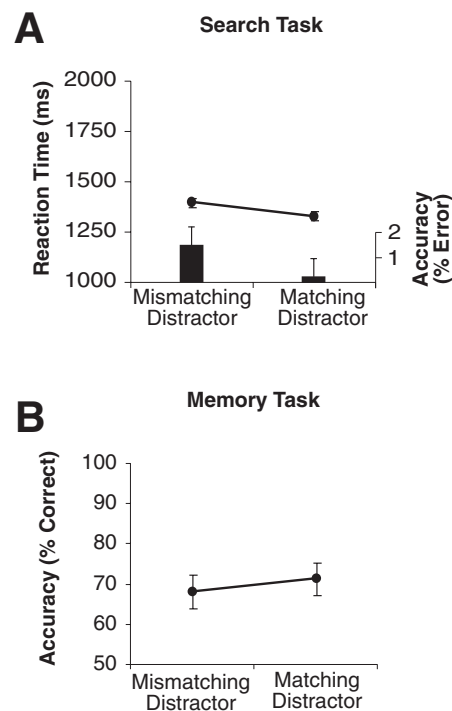 A
Search Task
Reaction Time (ms)
2000
1750
1500
1250
1000
2
1
Accuracy
(% Error)
Mismatching
Distractor
Matching
Distractor
B
Memory Task
Accuracy (% Correct)
100
90
80
70
60
50
Mismatching
Distractor
Matching
Distractor